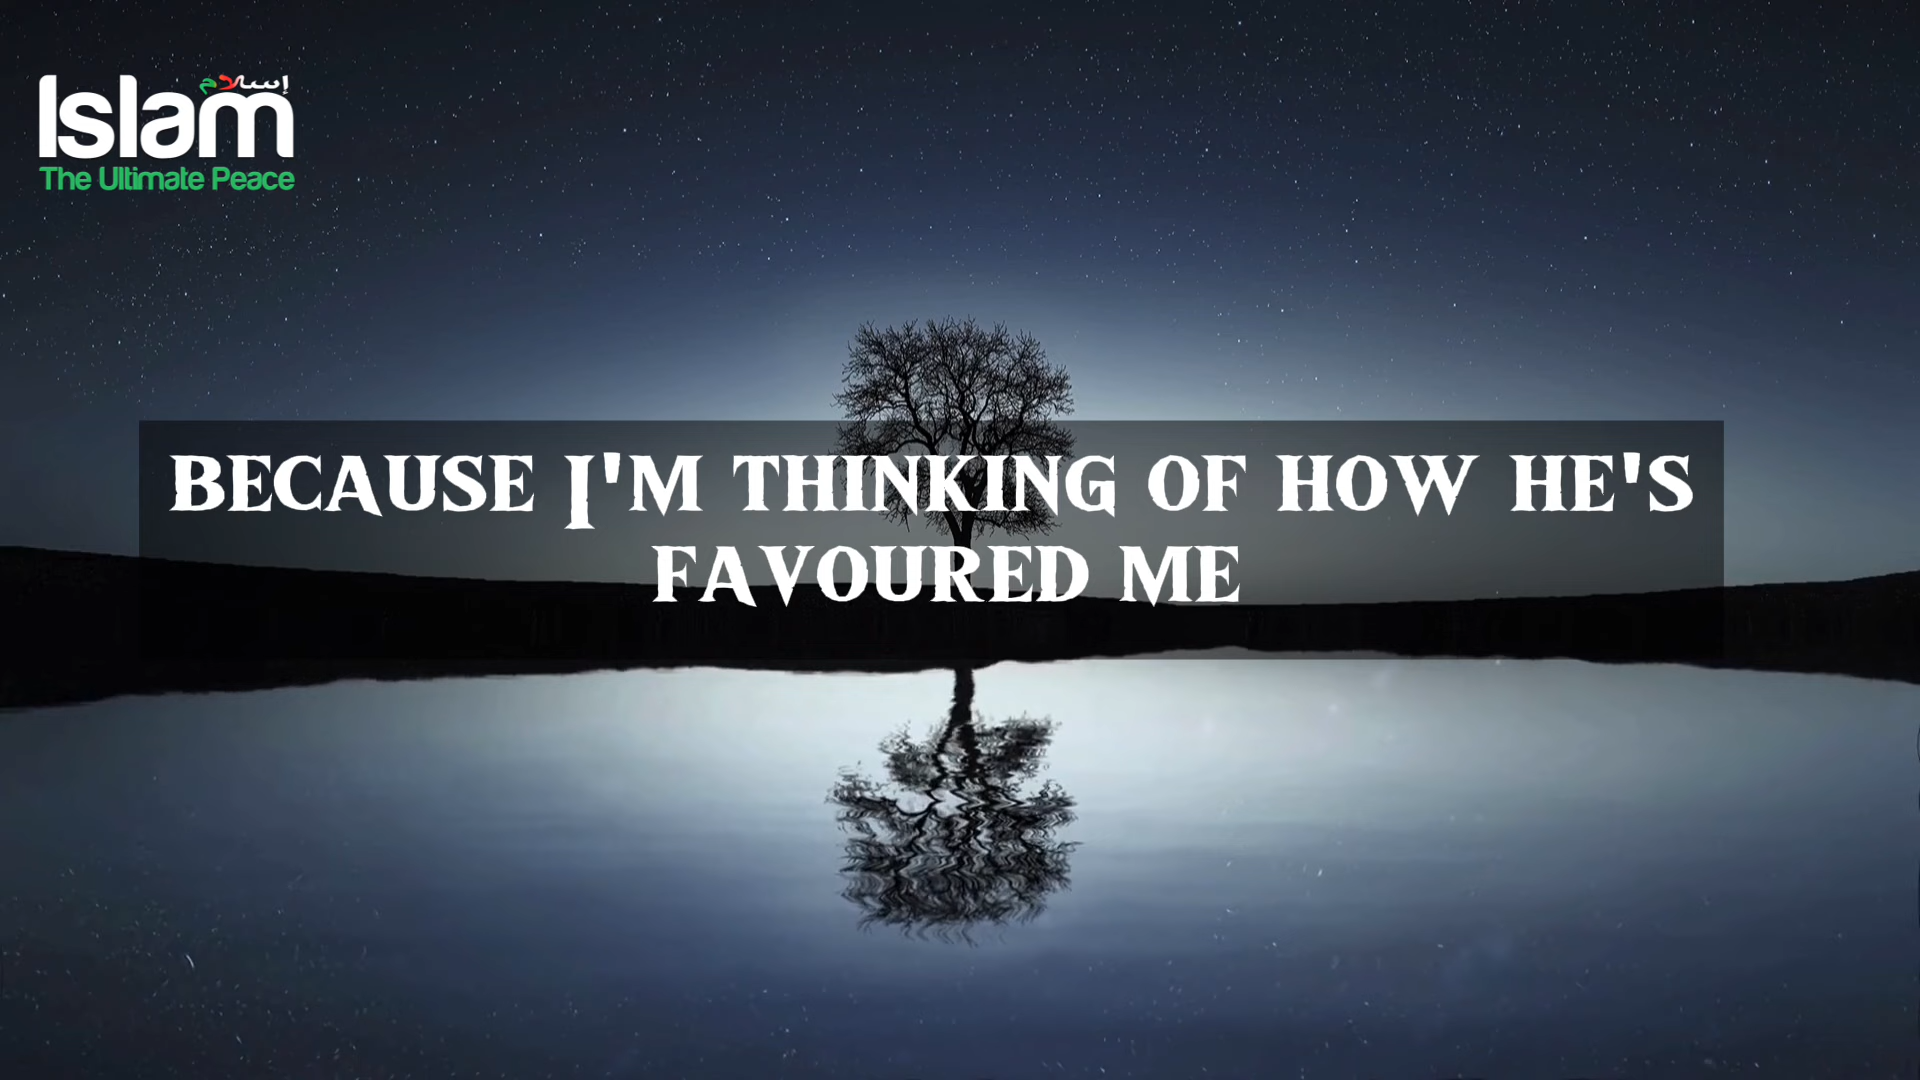 إسلام
Islam
The Ultimate Peace
BECAUSE I'M THINKING OF HOW HE'S
FAVOURED ME